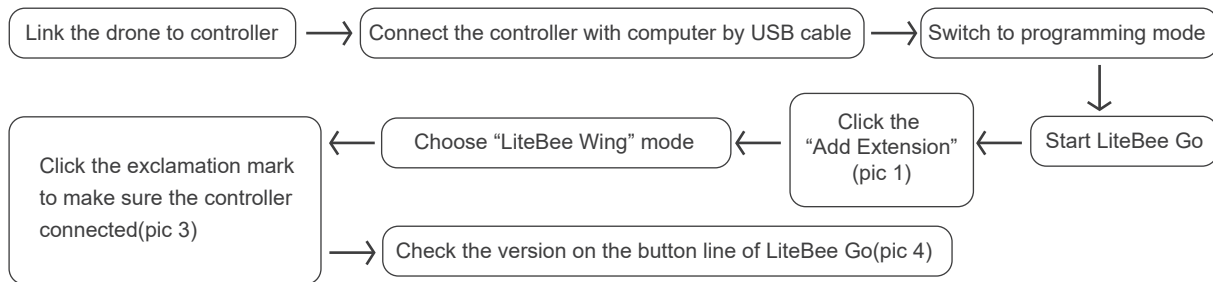 Link the drone to controller
Connect the controller with computer by USB cable
Switch to programming mode
Start LiteBee Go
Click the
“Add Extension”
(pic 1)
Choose “LiteBee Wing” mode
Click the exclamation mark
to make sure the controller
connected(pic 3)
Check the version on the button line of LiteBee Go(pic 4)